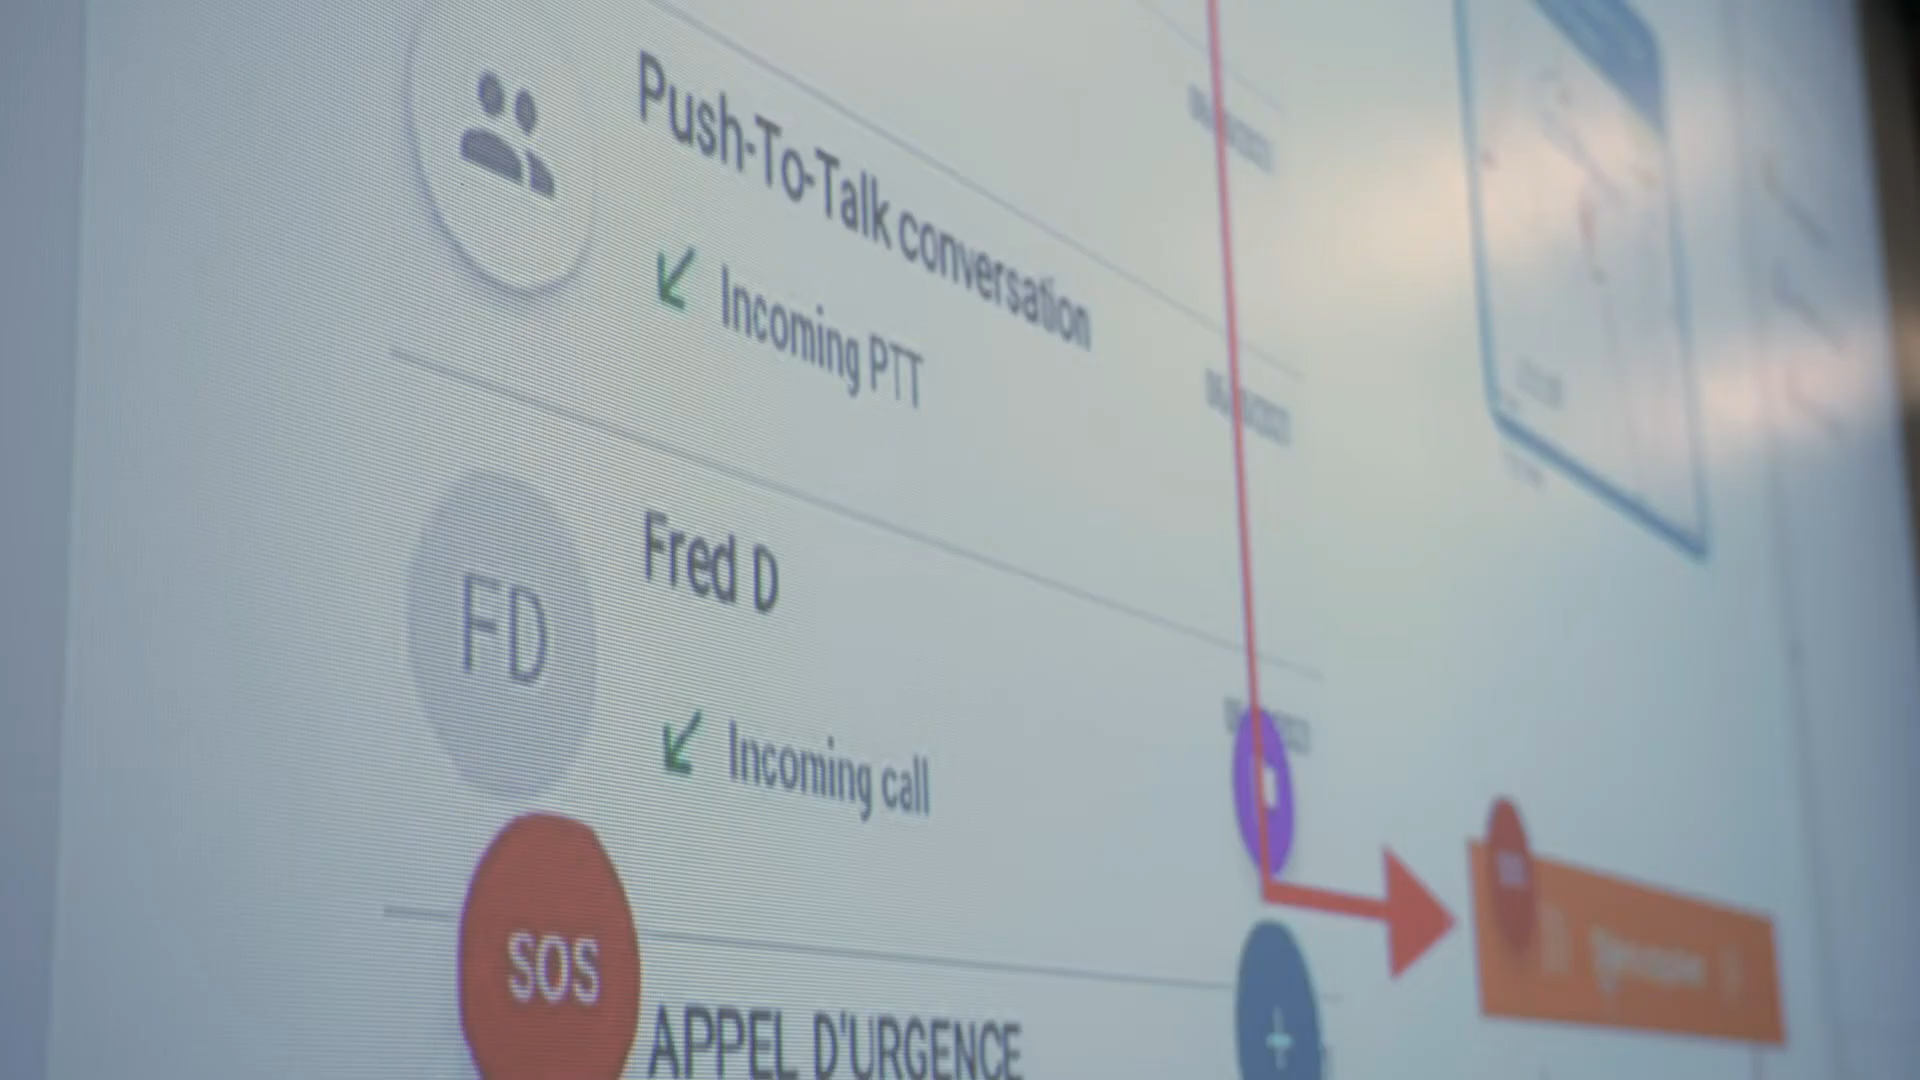 Push-To-Talk conversation
Incoming PTT
FD
Fred D
Incoming call
SOS
APPEL D'URGENCE